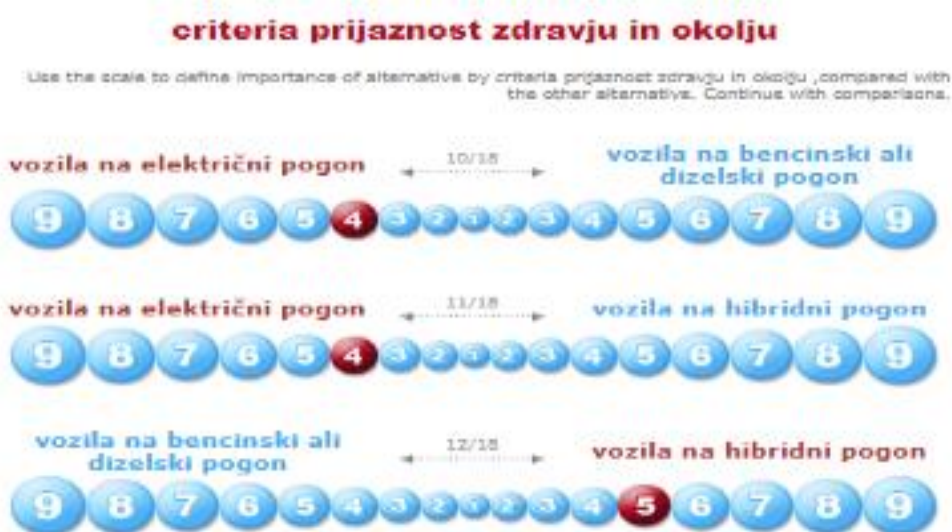 criteria prijaznost zdravju in okolju
Use the scale to define importance of alternative by criteria prijaznost zdravju in okolju ,compared with
the other alternative. Continue with comparisons.
vozila na električni pogon
10/18
vozila na bencinski ali
dizelski pogon
9 8 7 6 5 4 3 2 1 2 3 4 5 6 7 8 9
vozila na električni pogon
11/18
vozila na hibridni pogon
9 8 7 6 5 4 3 2 1 2 3 4 5 6 7 8 9
vozila na bencinski ali
dizelski pogon
12/18
vozila na hibridni pogon
9 8 7 6 5 4 3 2 1 2 3 4 5 6 7 8 9